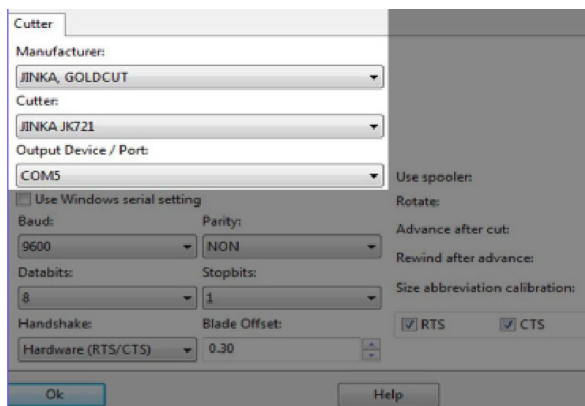 Cutter
Manufacturer:
JINKA, GOLDCUT
Cutter:
JINKA JK721
Output Device / Port:
COM5
Use Windows serial setting
Baud: Parity:
9600 NON
Databits: Stopbits:
8 1
Handshake: Blade Offset:
Hardware (RTS/CTS) 0.30
Use spooler:
Rotate:
Advance after cut:
Rewind after advance:
Size abbreviation calibration:
RTS CTS
Ok Help